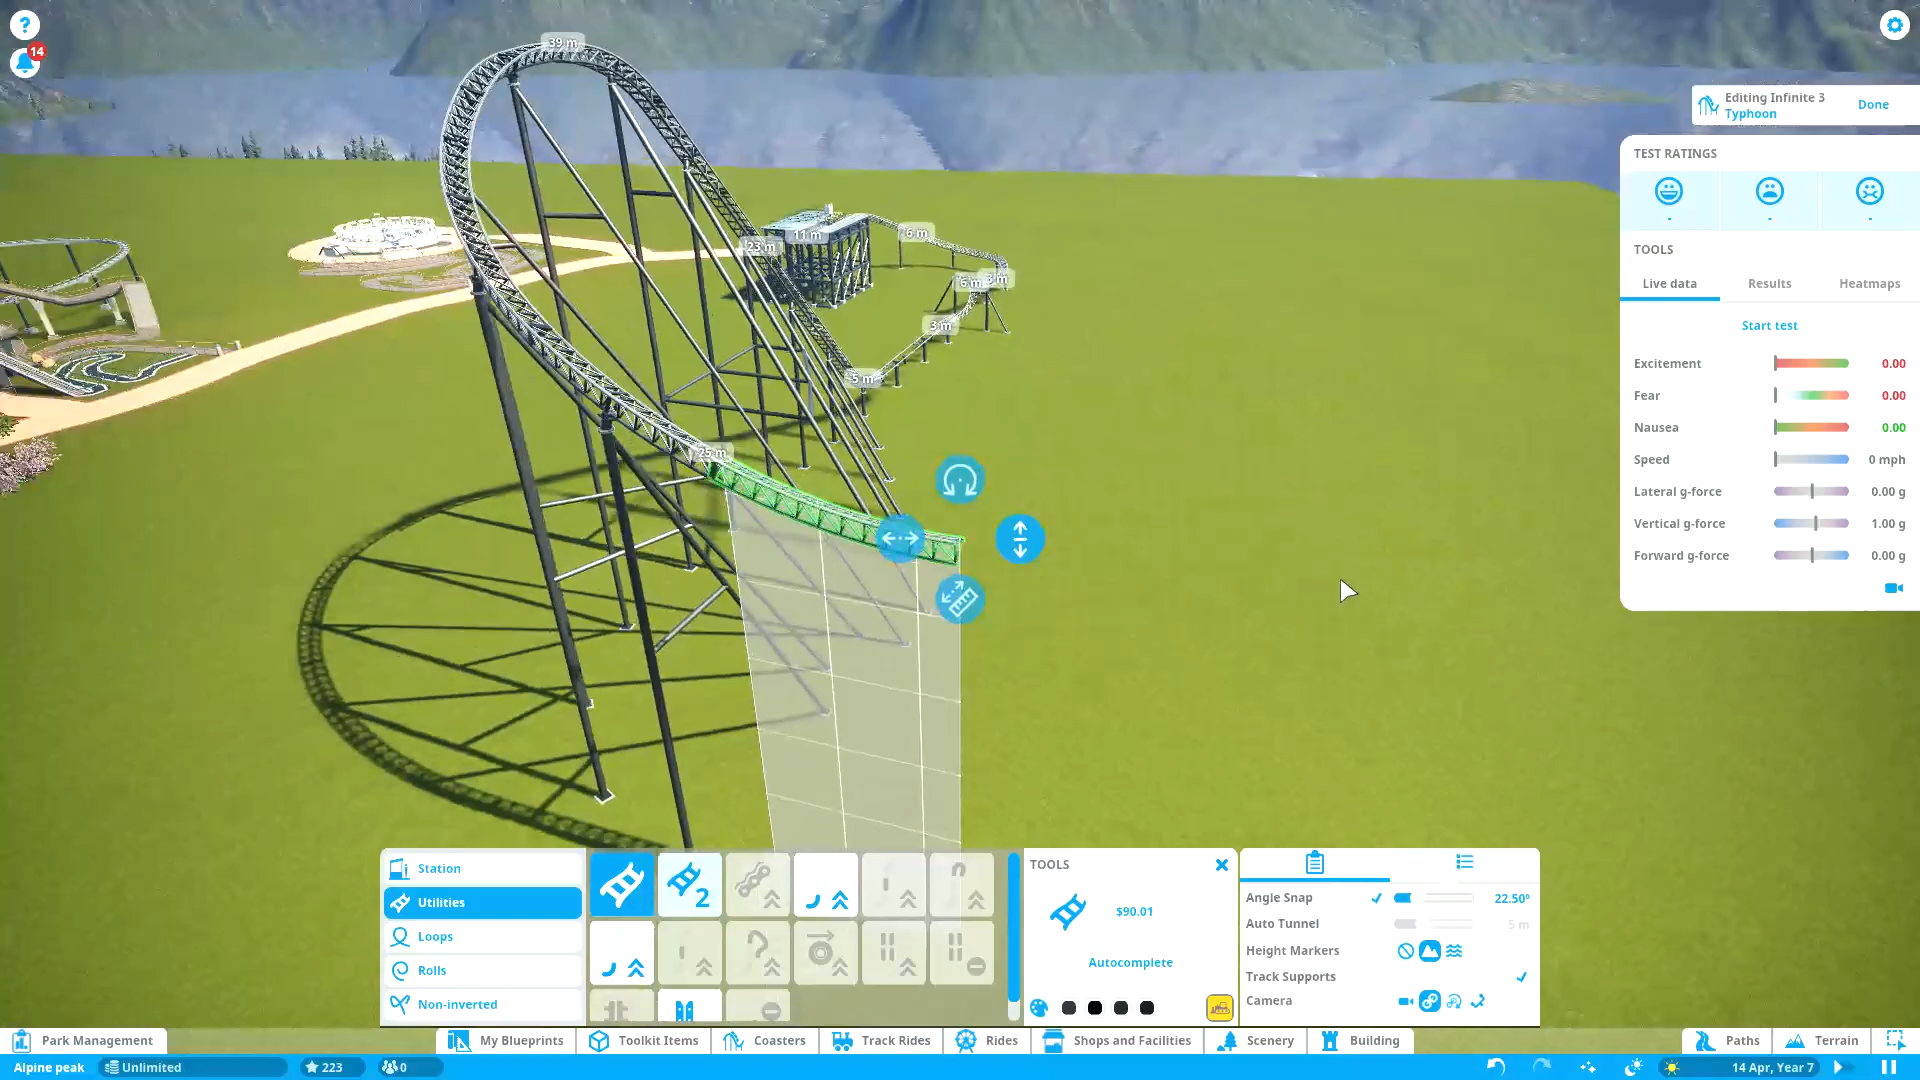 ?
14
39 m
Editing Infinite 3
Typhoon
Done
TEST RATINGS
-
-
-
TOOLS
Live data
Results
Heatmaps
Start test
Excitement
0.00
Fear
0.00
Nausea
0.00
Speed
0 mph
Lateral g-force
0.00 g
Vertical g-force
1.00 g
Forward g-force
0.00 g
11 m
6 m
23 m
6 m
3 m
3 m
5 m
25 m
Station
Utilities
Loops
Rolls
Non-inverted
2
TOOLS
$90.01
Autocomplete
Angle Snap
22.50°
Auto Tunnel
5 m
Height Markers
Track Supports
Camera
Park Management
My Blueprints
Toolkit Items
Coasters
Track Rides
Rides
Shops and Facilities
Scenery
Building
Paths
Terrain
Alpine peak
Unlimited
223
0
14 Apr, Year 7